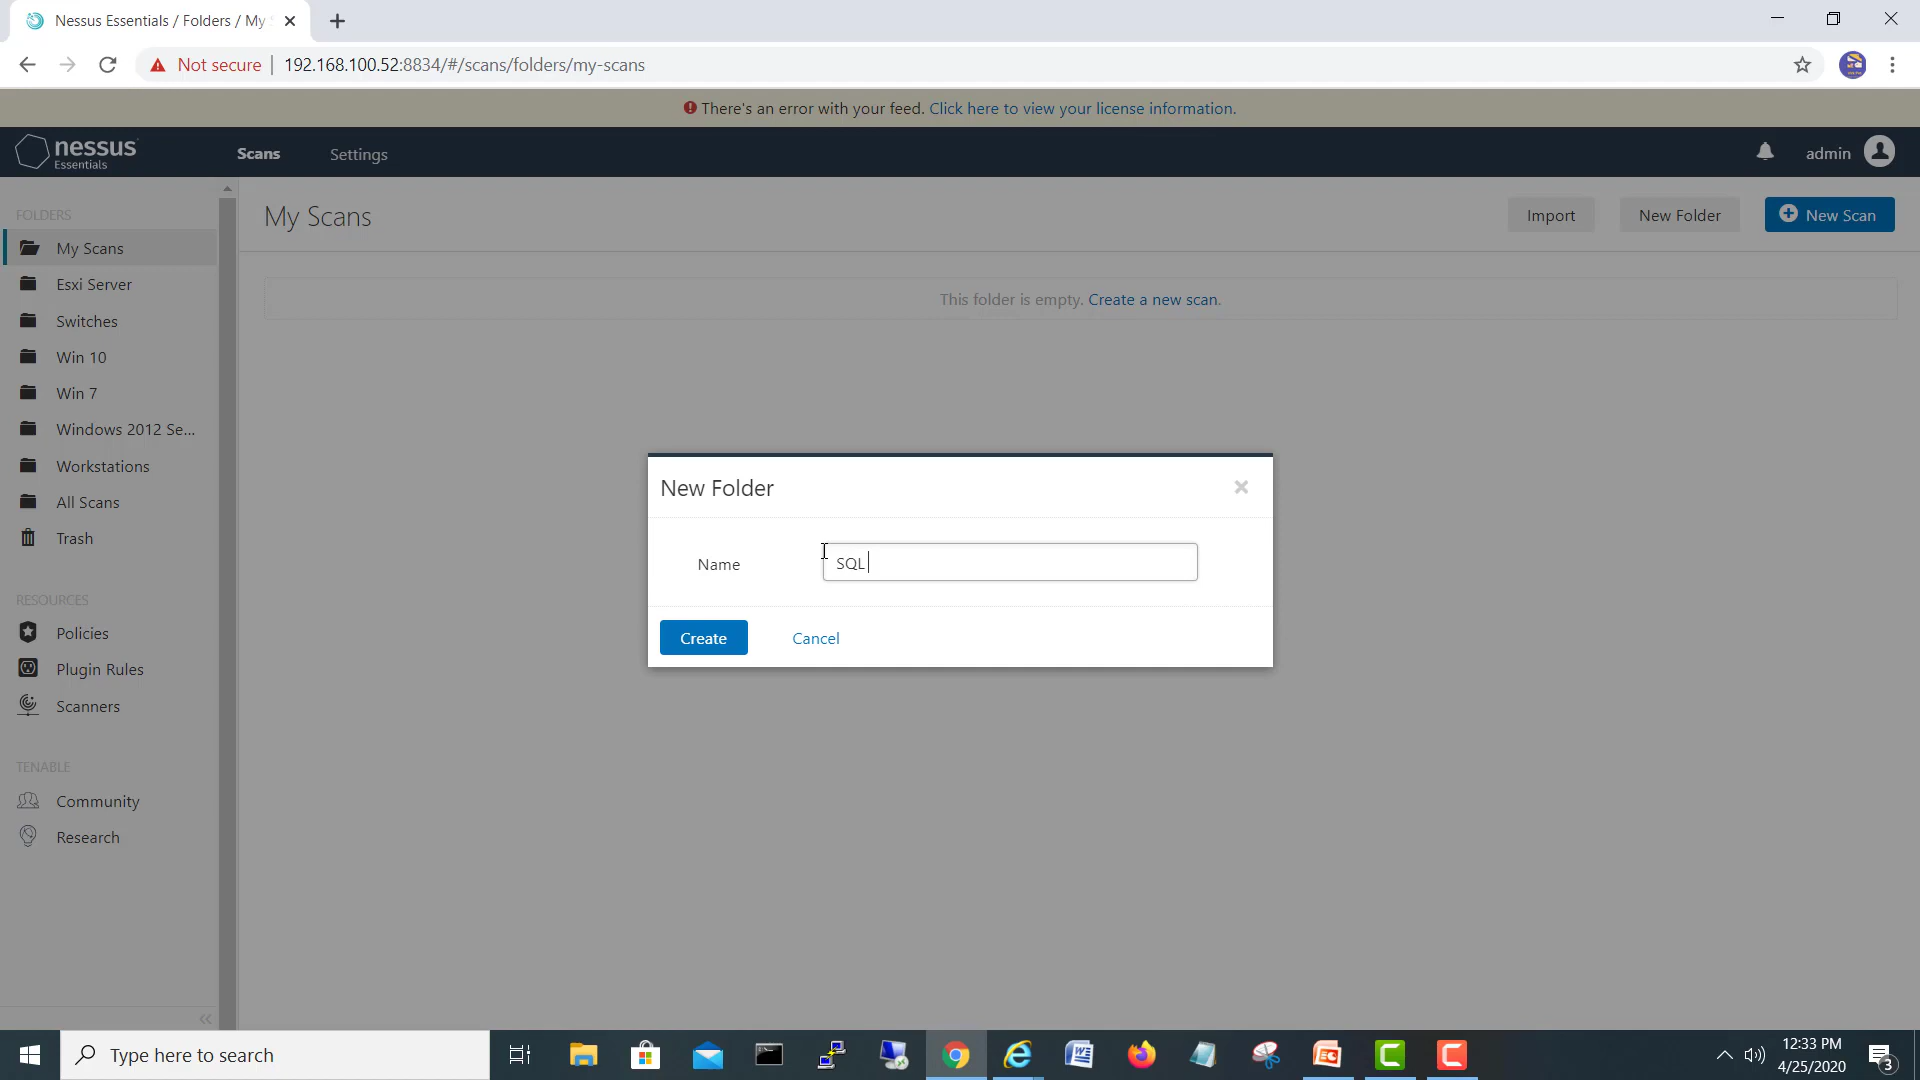 Nessus Essentials / Folders / My
Not secure
192.168.100.52:8834/#/scans/folders/my-scans
There's an error with your feed. Click here to view your license information.
nessus
Essentials
Scans
Settings
admin
FOLDERS
My Scans
Esxi Server
Switches
Win 10
Win 7
Windows 2012 Se...
Workstations
All Scans
Trash
RESOURCES
Policies
Plugin Rules
Scanners
TENABLE
Community
Research
My Scans
Import
New Folder
New Scan
This folder is empty. Create a new scan.
New Folder
Name
SQL
Create
Cancel
Type here to search
12:33 PM
4/25/2020
3